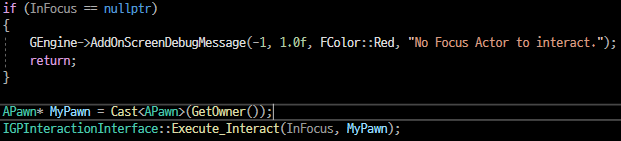 if (InFocus == nullptr)
{
GEngine->AddOnScreenDebugMessage(-1, 1.0f, FColor::Red, "No Focus Actor to interact.");
return;
}
APawn* MyPawn = Cast<APawn>(GetOwner());
IGPInteractionInterface::Execute_Interact(InFocus, MyPawn);